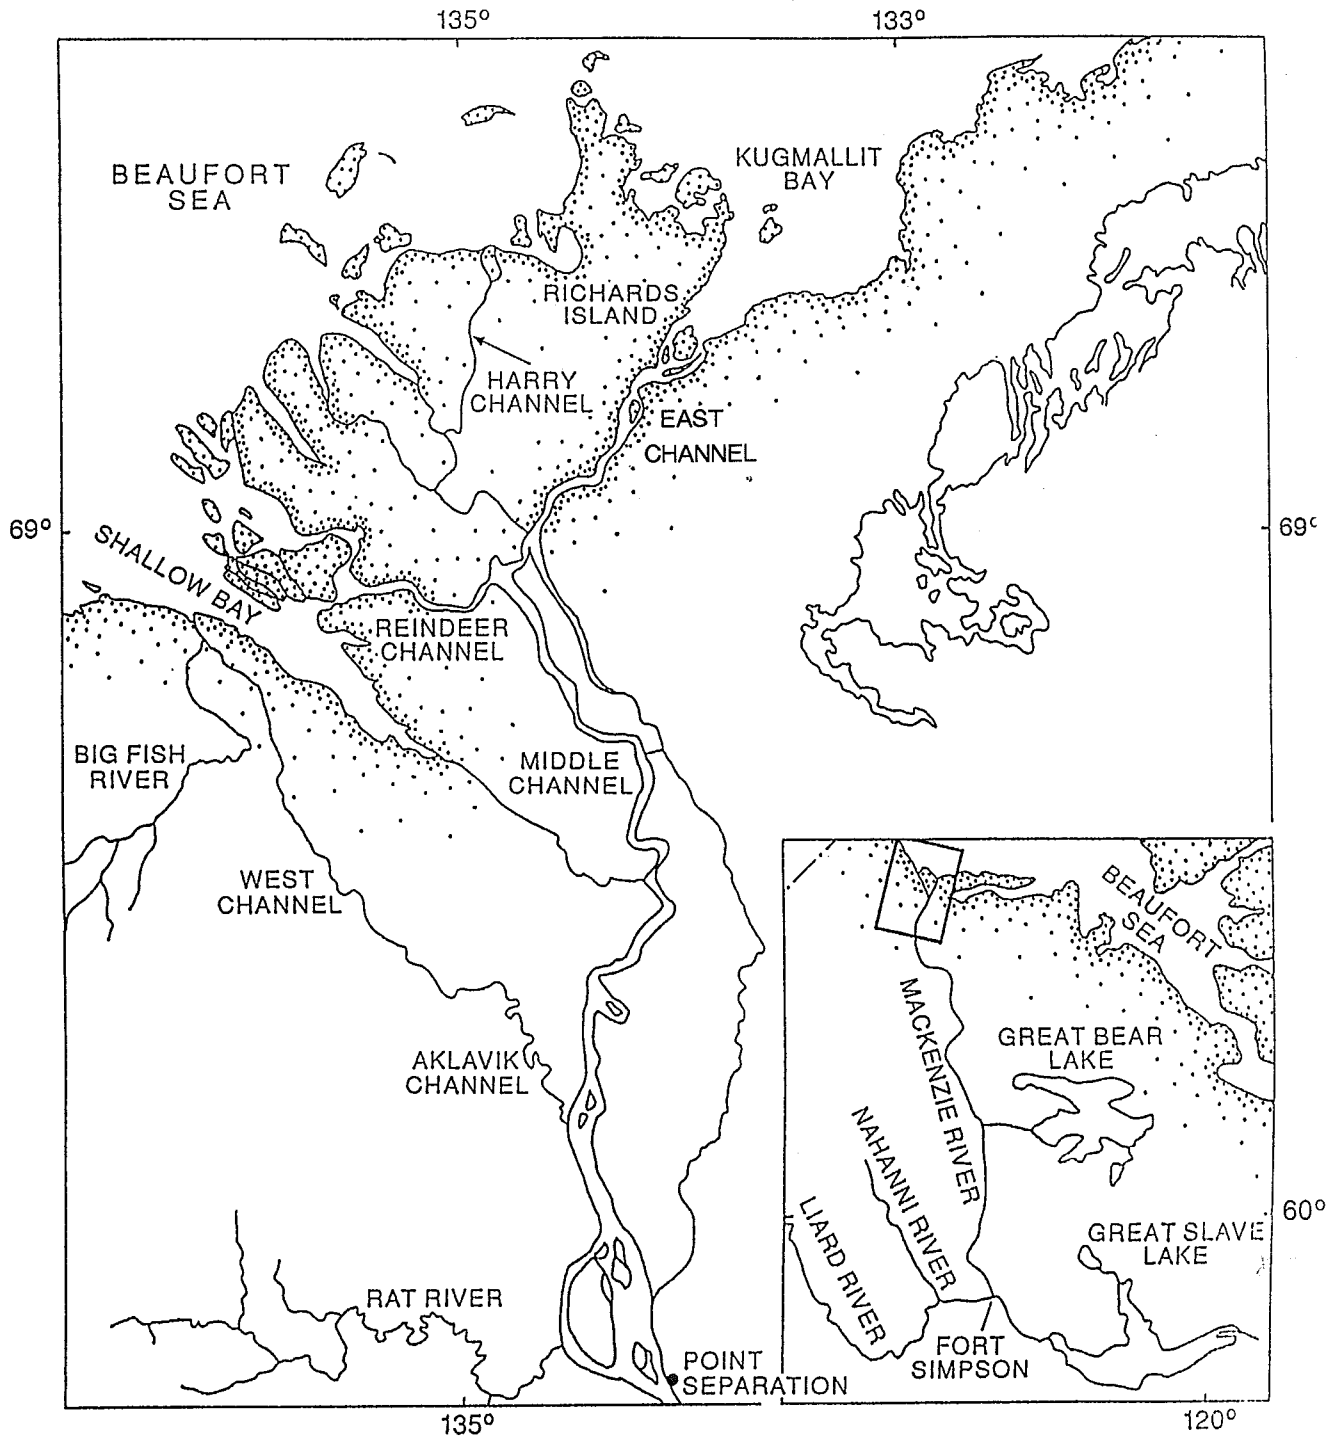 135°
133°
BEAUFORT
SEA
KUGMALLIT
BAY
RICHARDS
ISLAND
HARRY
CHANNEL
EAST
CHANNEL
69°
69°
SHALLOW BAY
REINDEER
CHANNEL
BIG FISH
RIVER
MIDDLE
CHANNEL
WEST
CHANNEL
AKLAVIK
CHANNEL
RAT RIVER
POINT
SEPARATION
135°
BEAUFORT
SEA
MACKENZIE RIVER
GREAT BEAR
LAKE
NAHANNI RIVER
LIARD RIVER
GREAT SLAVE
LAKE
FORT
SIMPSON
60°
120°